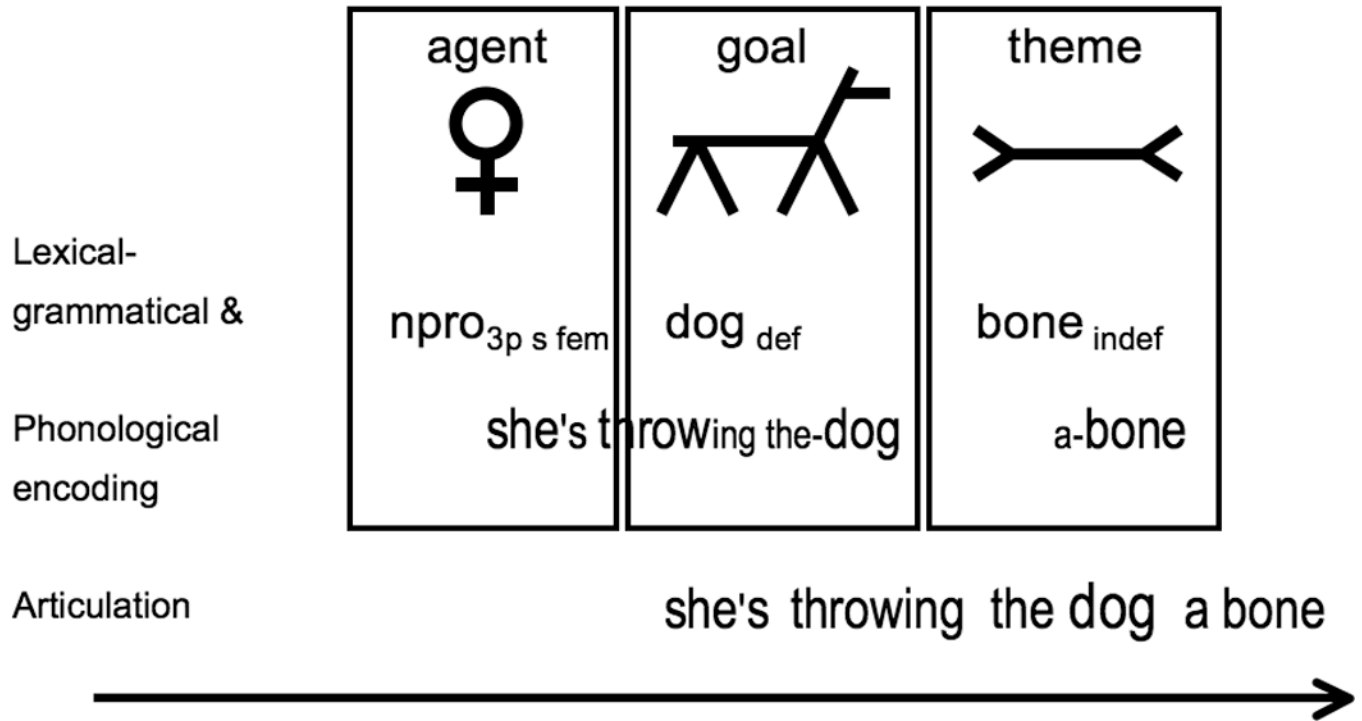 agent goal theme
Lexical-
grammatical &
npro3p s fem dog def bone indef
Phonological
encoding
she's throwing the-dog a-bone
Articulation
she's throwing the dog a bone